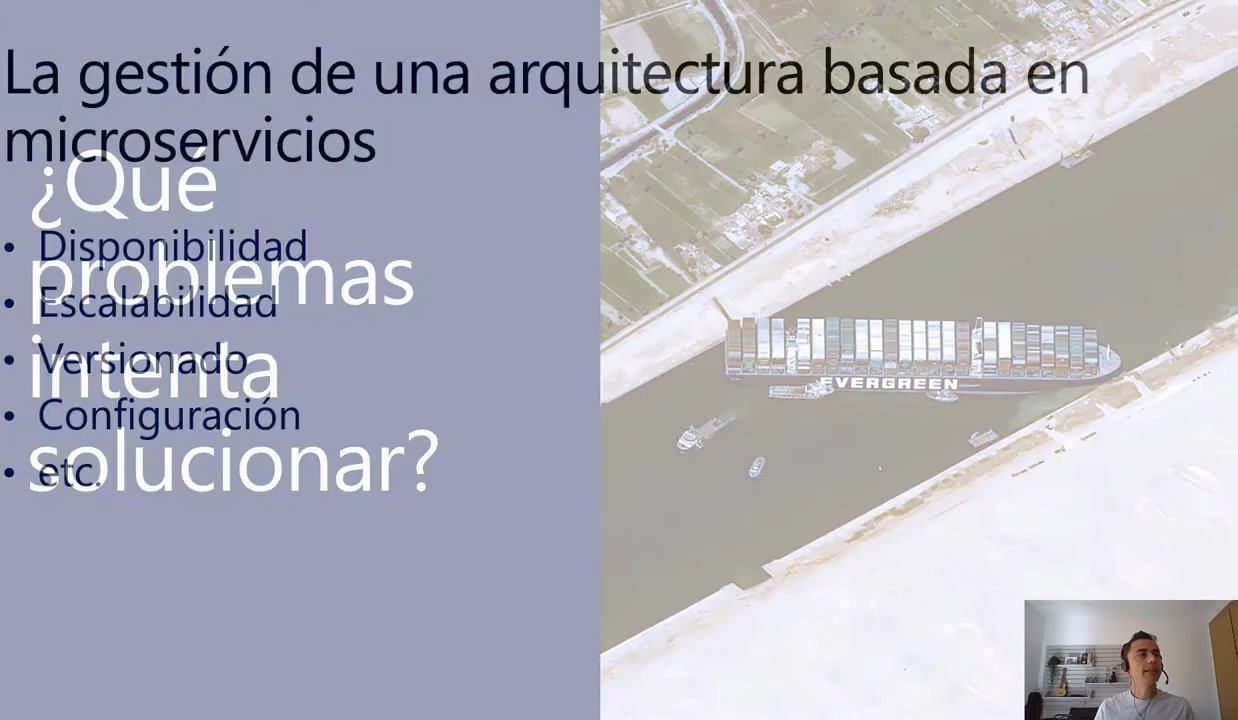 La gestión de una arquitectura basada en
microservicios
¿Qué
problemas
intenta
solucionar?
• Disponibilidad
• Escalabilidad
• Versionado
• Configuración
• etc.
EVERGREEN